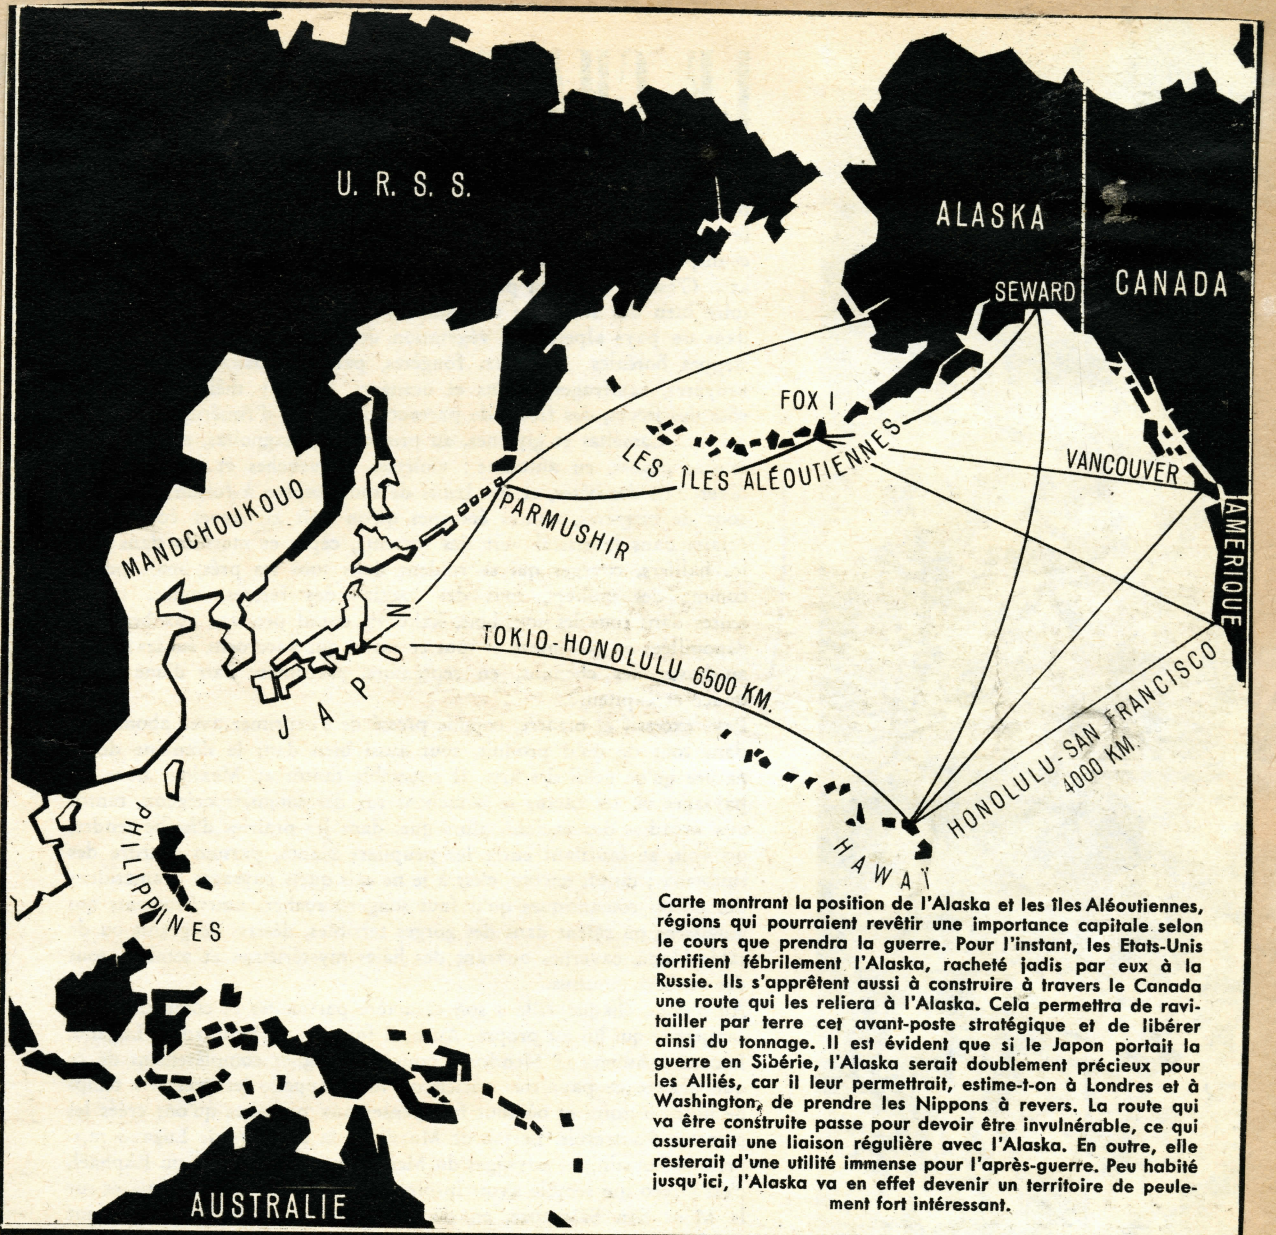 U. R. S. S.
ALASKA
CANADA
SEWARD
FOX I
LES ÎLES ALÉOUTIENNES
VANCOUVER
MANDCHOUKOUO
PARMUSHIR
AMERIQUE
JAPON
TOKIO-HONOLULU 6500 KM.
HONOLULU-SAN FRANCISCO
4000 KM.
PHILIPPINES
HAWAÏ
Carte montrant la position de l'Alaska et les îles Aléoutiennes,
régions qui pourraient revêtir une importance capitale selon
le cours que prendra la guerre. Pour l'instant, les Etats-Unis
fortifient fébrilement l'Alaska, racheté jadis par eux à la
Russie. Ils s'apprêtent aussi à construire à travers le Canada
une route qui les reliera à l'Alaska. Cela permettra de ravi-
tailler par terre cet avant-poste stratégique et de libérer
ainsi du tonnage. Il est évident que si le Japon portait la
guerre en Sibérie, l'Alaska serait doublement précieux pour
les Alliés, car il leur permettrait, estime-t-on à Londres et à
Washington, de prendre les Nippons à revers. La route qui
va être construite passe pour devoir être invulnérable, ce qui
assurerait une liaison régulière avec l'Alaska. En outre, elle
resterait d'une utilité immense pour l'après-guerre. Peu habité
jusqu'ici, l'Alaska va en effet devenir un territoire de peule-
ment fort intéressant.
AUSTRALIE